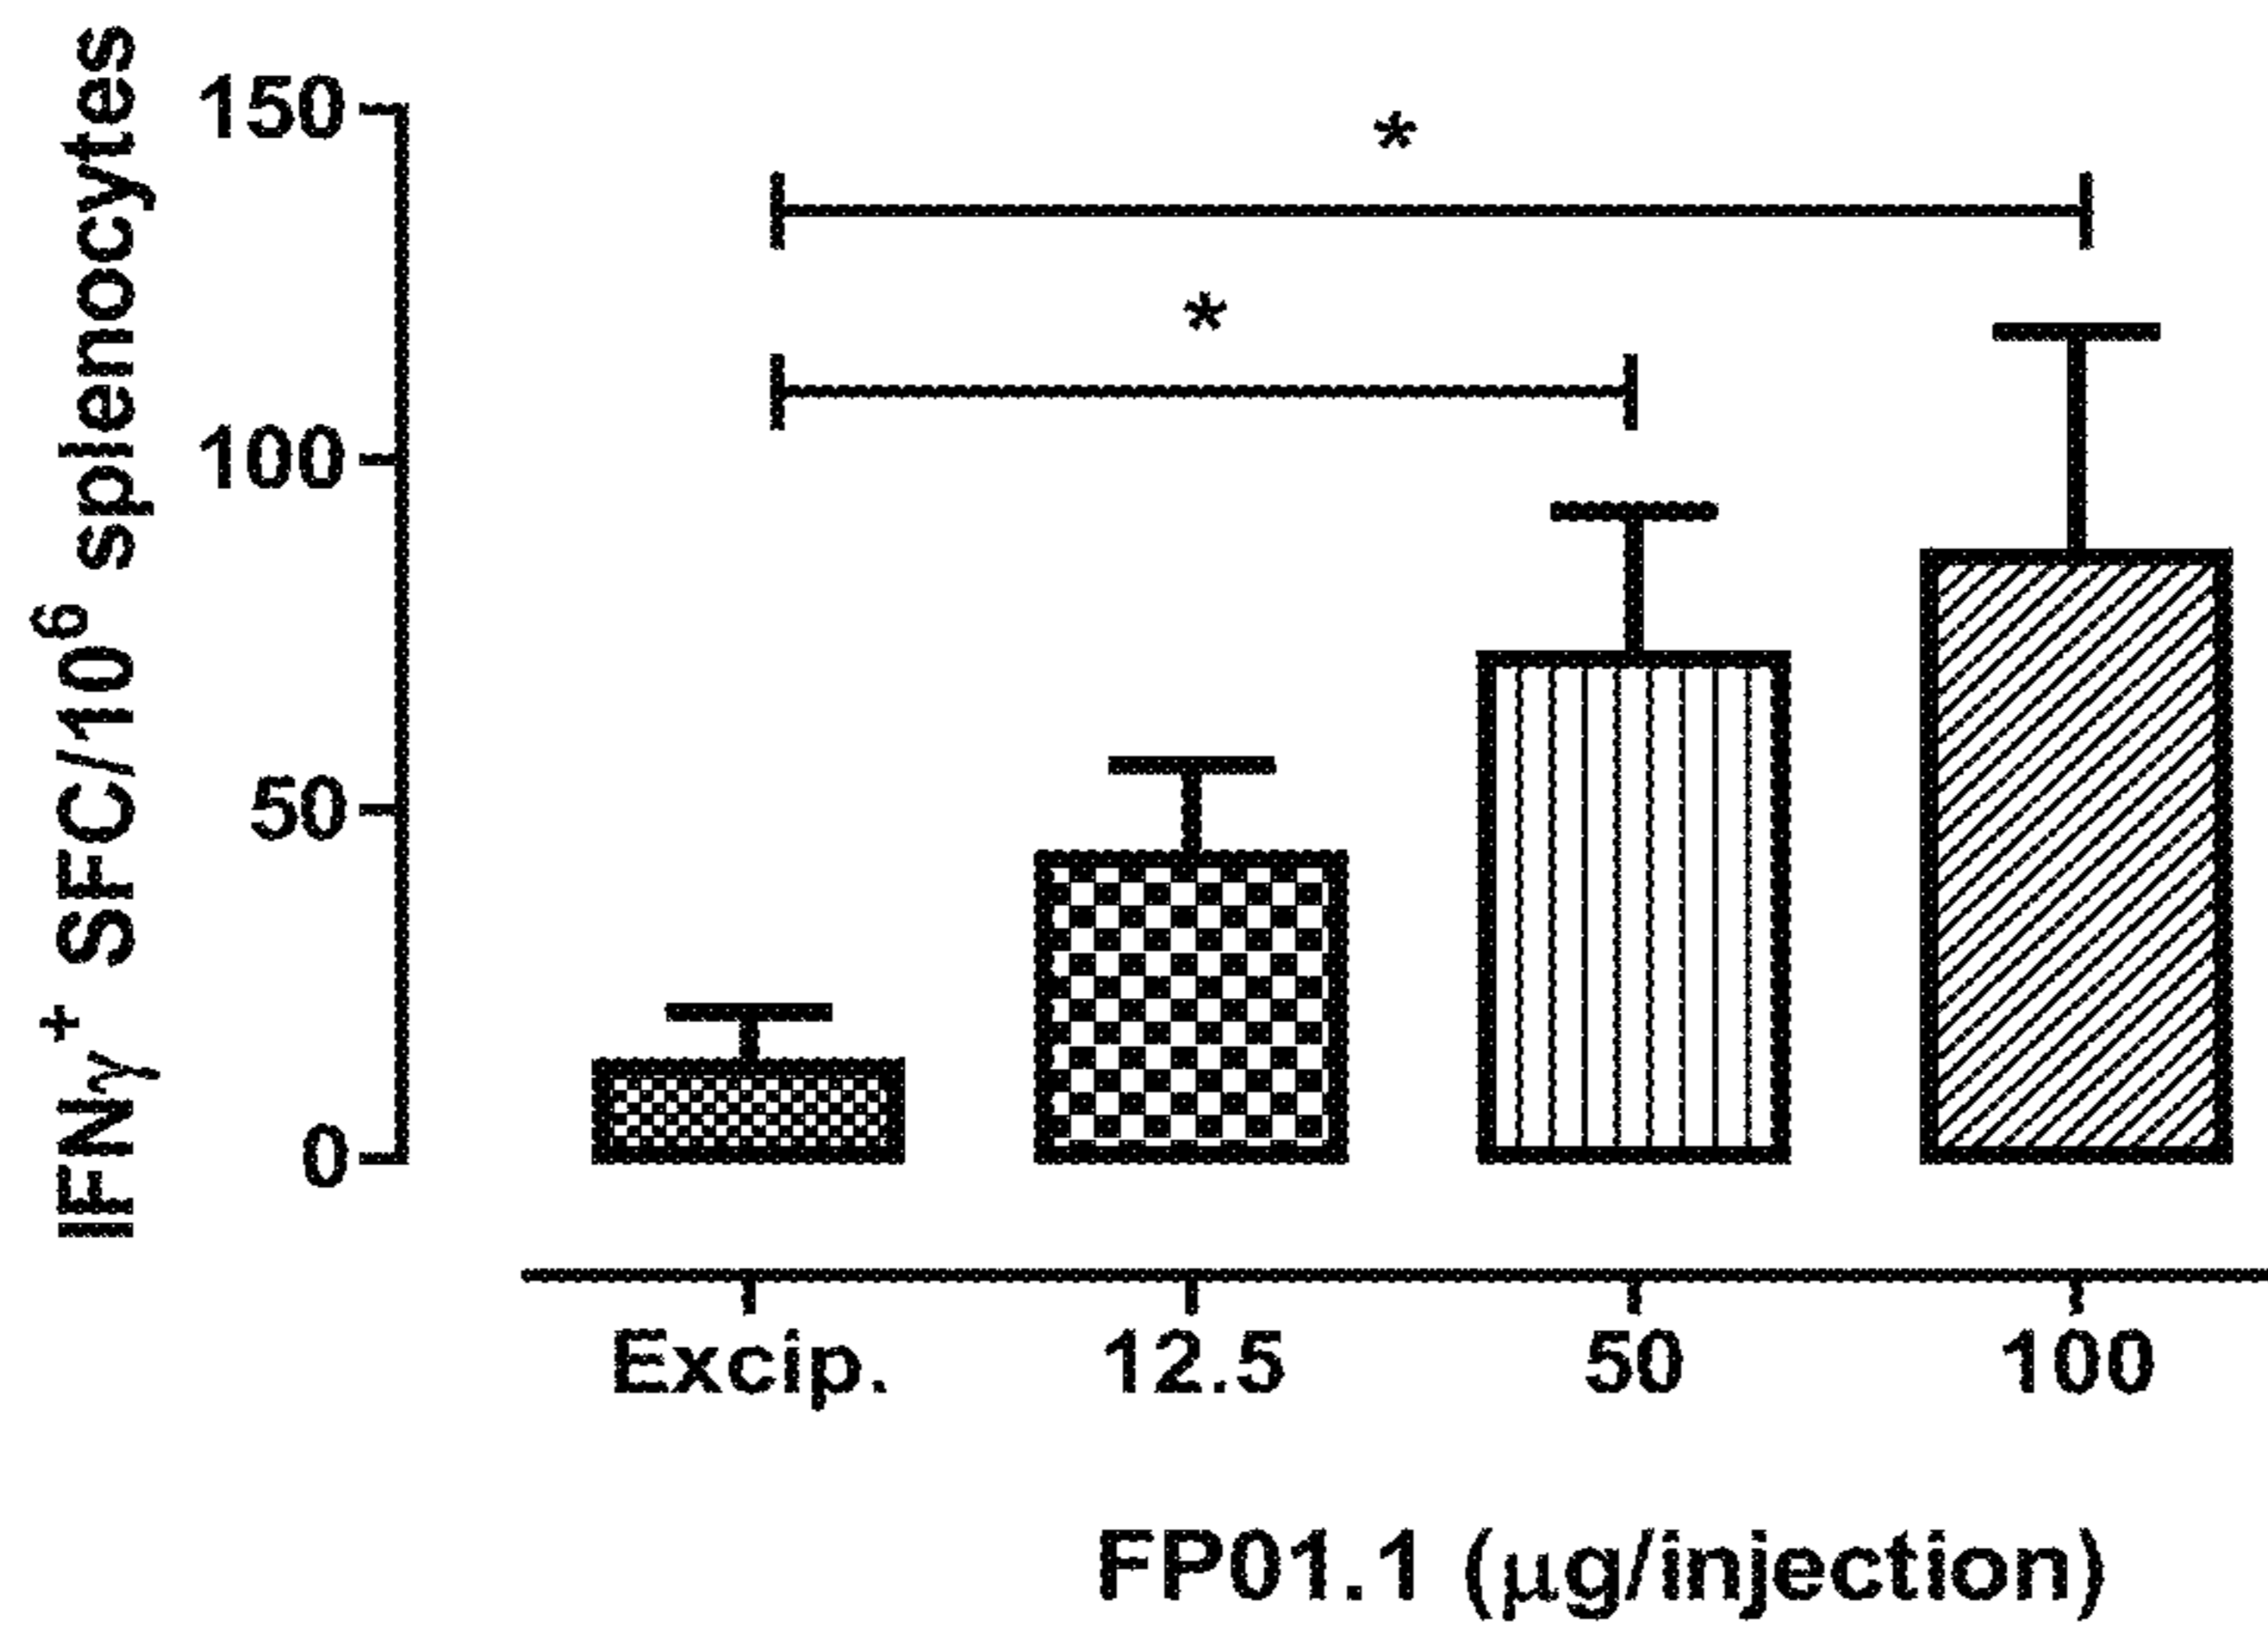 IFNγ⁺ SFC/10⁶ splenocytes
150
100
50
0
*
*
Excip. 12.5 50 100
FP01.1 (μg/injection)